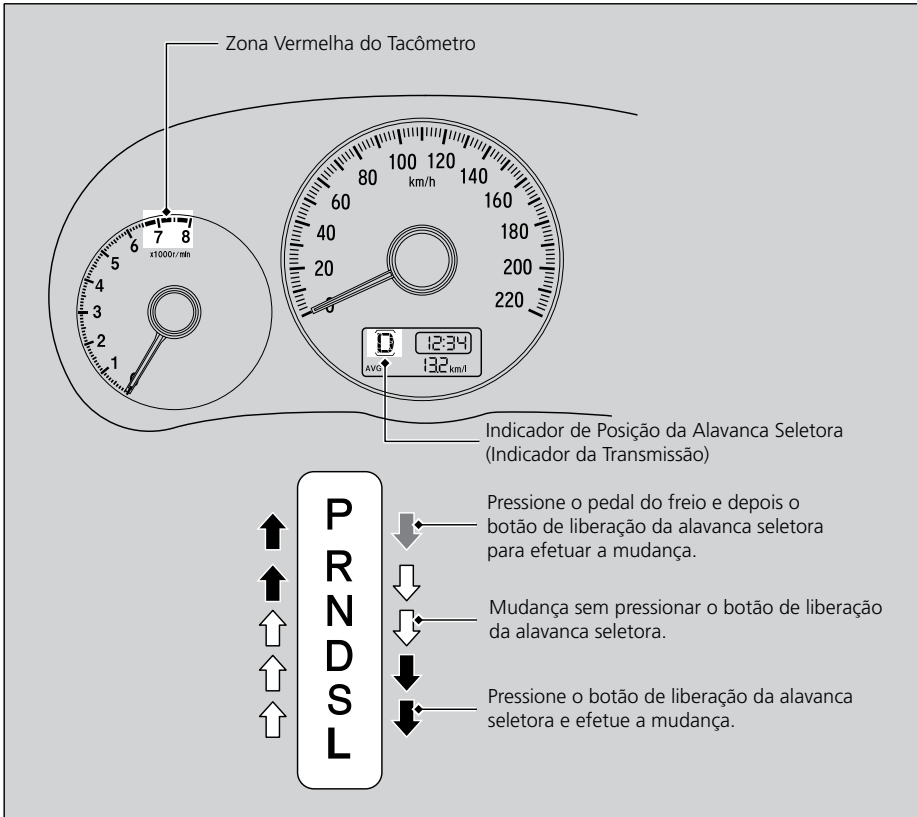 Zona Vermelha do Tacômetro
100 120
80 140
km/h
60 160
40 180
20 200
0 220
6 7 8
x1000r/min
5
4
3
2
1
0
D 12:34
AVG 13.2 km/l
Indicador de Posição da Alavanca Seletora
(Indicador da Transmissão)
P
R
N
D
S
L
Pressione o pedal do freio e depois o
botão de liberação da alavanca seletora
para efetuar a mudança.
Mudança sem pressionar o botão de liberação
da alavanca seletora.
Pressione o botão de liberação da alavanca
seletora e efetue a mudança.